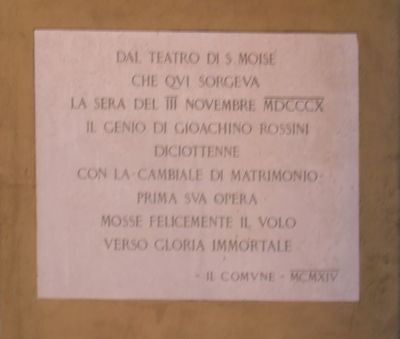 DAL TEATRO DI S. MOISÈ
CHE QVI SORGEVA
LA SERA DEL III NOVEMBRE MDCCCX
IL GENIO DI GIOACHINO ROSSINI
DICIOTTENNE
CON LA - CAMBIALE DI MATRIMONIO -
PRIMA SVA OPERA
MOSSE FELICEMENTE IL VOLO
VERSO GLORIA IMMORTALE
- IL COMVNE - MCMXIV